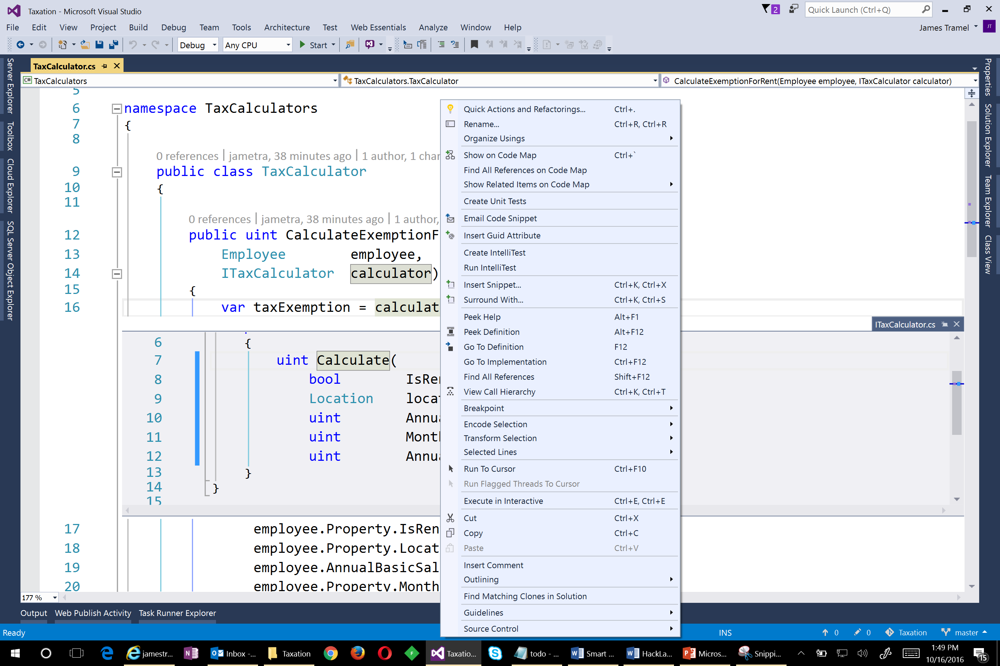 Taxation - Microsoft Visual Studio
2
Quick Launch (Ctrl+Q)
File Edit View Project Build Debug Team Tools Architecture Test Web Essentials Analyze Window Help
James Tramel JT
Debug Any CPU Start
Server Explorer
Toolbox
Cloud Explorer
SQL Server Object Explorer
TaxCalculator.cs
C# TaxCalculators
TaxCalculators.TaxCalculator
CalculateExemptionForRent(Employee employee, ITaxCalculator calculator)
5
6 namespace TaxCalculators
7 {
8
0 references | jametra, 38 minutes ago | 1 author, 1 char
9 public class TaxCalculator
10 {
11
0 references | jametra, 38 minutes ago | 1 author,
12 public uint CalculateExemptionF
13 Employee employee,
14 ITaxCalculator calculator)
15 {
16 var taxExemption = calculat
ITaxCalculator.cs
6 {
7 uint Calculate(
8 bool IsRen
9 Location locat
10 uint Annua
11 uint Month
12 uint Annua
13 }
14 }
15
17 employee.Property.IsRen
18 employee.Property.Locat
19 employee.AnnualBasicSal
20 employee.Property.Month
177 %
Quick Actions and Refactorings... Ctrl+.
Rename... Ctrl+R, Ctrl+R
Organize Usings
Show on Code Map Ctrl+`
Find All References on Code Map
Show Related Items on Code Map
Create Unit Tests
Email Code Snippet
Insert Guid Attribute
Create IntelliTest
Run IntelliTest
Insert Snippet... Ctrl+K, Ctrl+X
Surround With... Ctrl+K, Ctrl+S
Peek Help Alt+F1
Peek Definition Alt+F12
Go To Definition F12
Go To Implementation Ctrl+F12
Find All References Shift+F12
View Call Hierarchy Ctrl+K, Ctrl+T
Breakpoint
Encode Selection
Transform Selection
Selected Lines
Run To Cursor Ctrl+F10
Run Flagged Threads To Cursor
Execute in Interactive Ctrl+E, Ctrl+E
Cut Ctrl+X
Copy Ctrl+C
Paste Ctrl+V
Insert Comment
Outlining
Find Matching Clones in Solution
Guidelines
Source Control
Properties
Solution Explorer
Team Explorer
Class View
Output Web Publish Activity Task Runner Explorer
Ready INS 0 0 Taxation master
jamestr... Inbox -... Taxation Taxatio... todo -... Smart ... HackLa... Micros... Snippi...
1:49 PM
10/16/2016
15